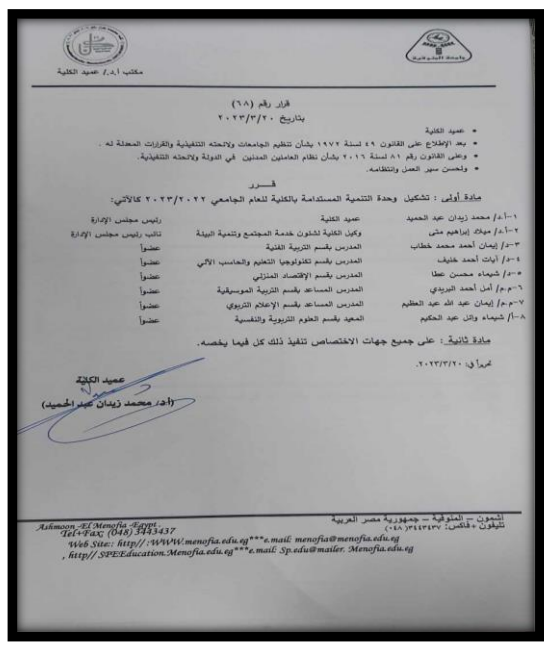 جامعة المنوفية
مكتب أ.د/ عميد الكلية
قرار رقم (٦٨)
بتاريخ ٢٠٢٣/٣/٢٠
• عميد الكلية
• بعد الإطلاع على القانون ٤٩ لسنة ١٩٧٢ بشأن تنظيم الجامعات ولائحته التنفيذية والقرارات المعدلة له .
• وعلى القانون رقم ٨١ لسنة ٢٠١٦ بشأن نظام العاملين المدنين في الدولة ولائحته التنفيذية.
• ولحسن سير العمل وانتظامه.
قـــرر
مادة أولى : تشكيل وحدة التنمية المستدامة بالكلية للعام الجامعي ٢٠٢٣/٢٠٢٢ كالآتي:
١-أ.د/ محمد زيدان عبد الحميد عميد الكلية رئيس مجلس الإدارة
٢-أ.د/ ميلاد إبراهيم متى وكيل الكلية لشئون خدمة المجتمع وتنمية البيئة نائب رئيس مجلس الإدارة
٣-د/ إيمان أحمد محمد خطاب المدرس بقسم التربية الفنية عضواً
٤-د/ آيات أحمد خليف المدرس بقسم تكنولوجيا التعليم والحاسب الآلي عضواً
٥-د/ شيماء محسن عطا المدرس بقسم الإقتصاد المنزلي عضواً
٦-م.م/ أمل أحمد البريدي المدرس المساعد بقسم التربية الموسيقية عضواً
٧-م.م/ إيمان عبد الله عبد العظيم المدرس المساعد بقسم الإعلام التربوي عضواً
٨-أ/ شيماء وائل عبد الحكيم المعيد بقسم العلوم التربوية والنفسية عضواً
مادة ثانية : على جميع جهات الاختصاص تنفيذ ذلك كل فيما يخصه.
تحريراً في: ٢٠٢٣/٣/٢٠.
عميد الكلية
(أ.د/ محمد زيدان عبد الحميد)
أشمون – المنوفية – جمهورية مصر العربية
تليفون + فاكس: ٣٤٤٣٤٣٧ (٠٤٨)
Ashmoon -El Menofia -Egypt .
Tel+Fax: (048) 3443437
Web Site:: http// :WWW.menofia.edu.eg***e.mail: menofia@menofia.edu.eg
, http// SPEEducation.Menofia.edu.eg***e.mail: Sp.edu@mailer. Menofia.edu.eg